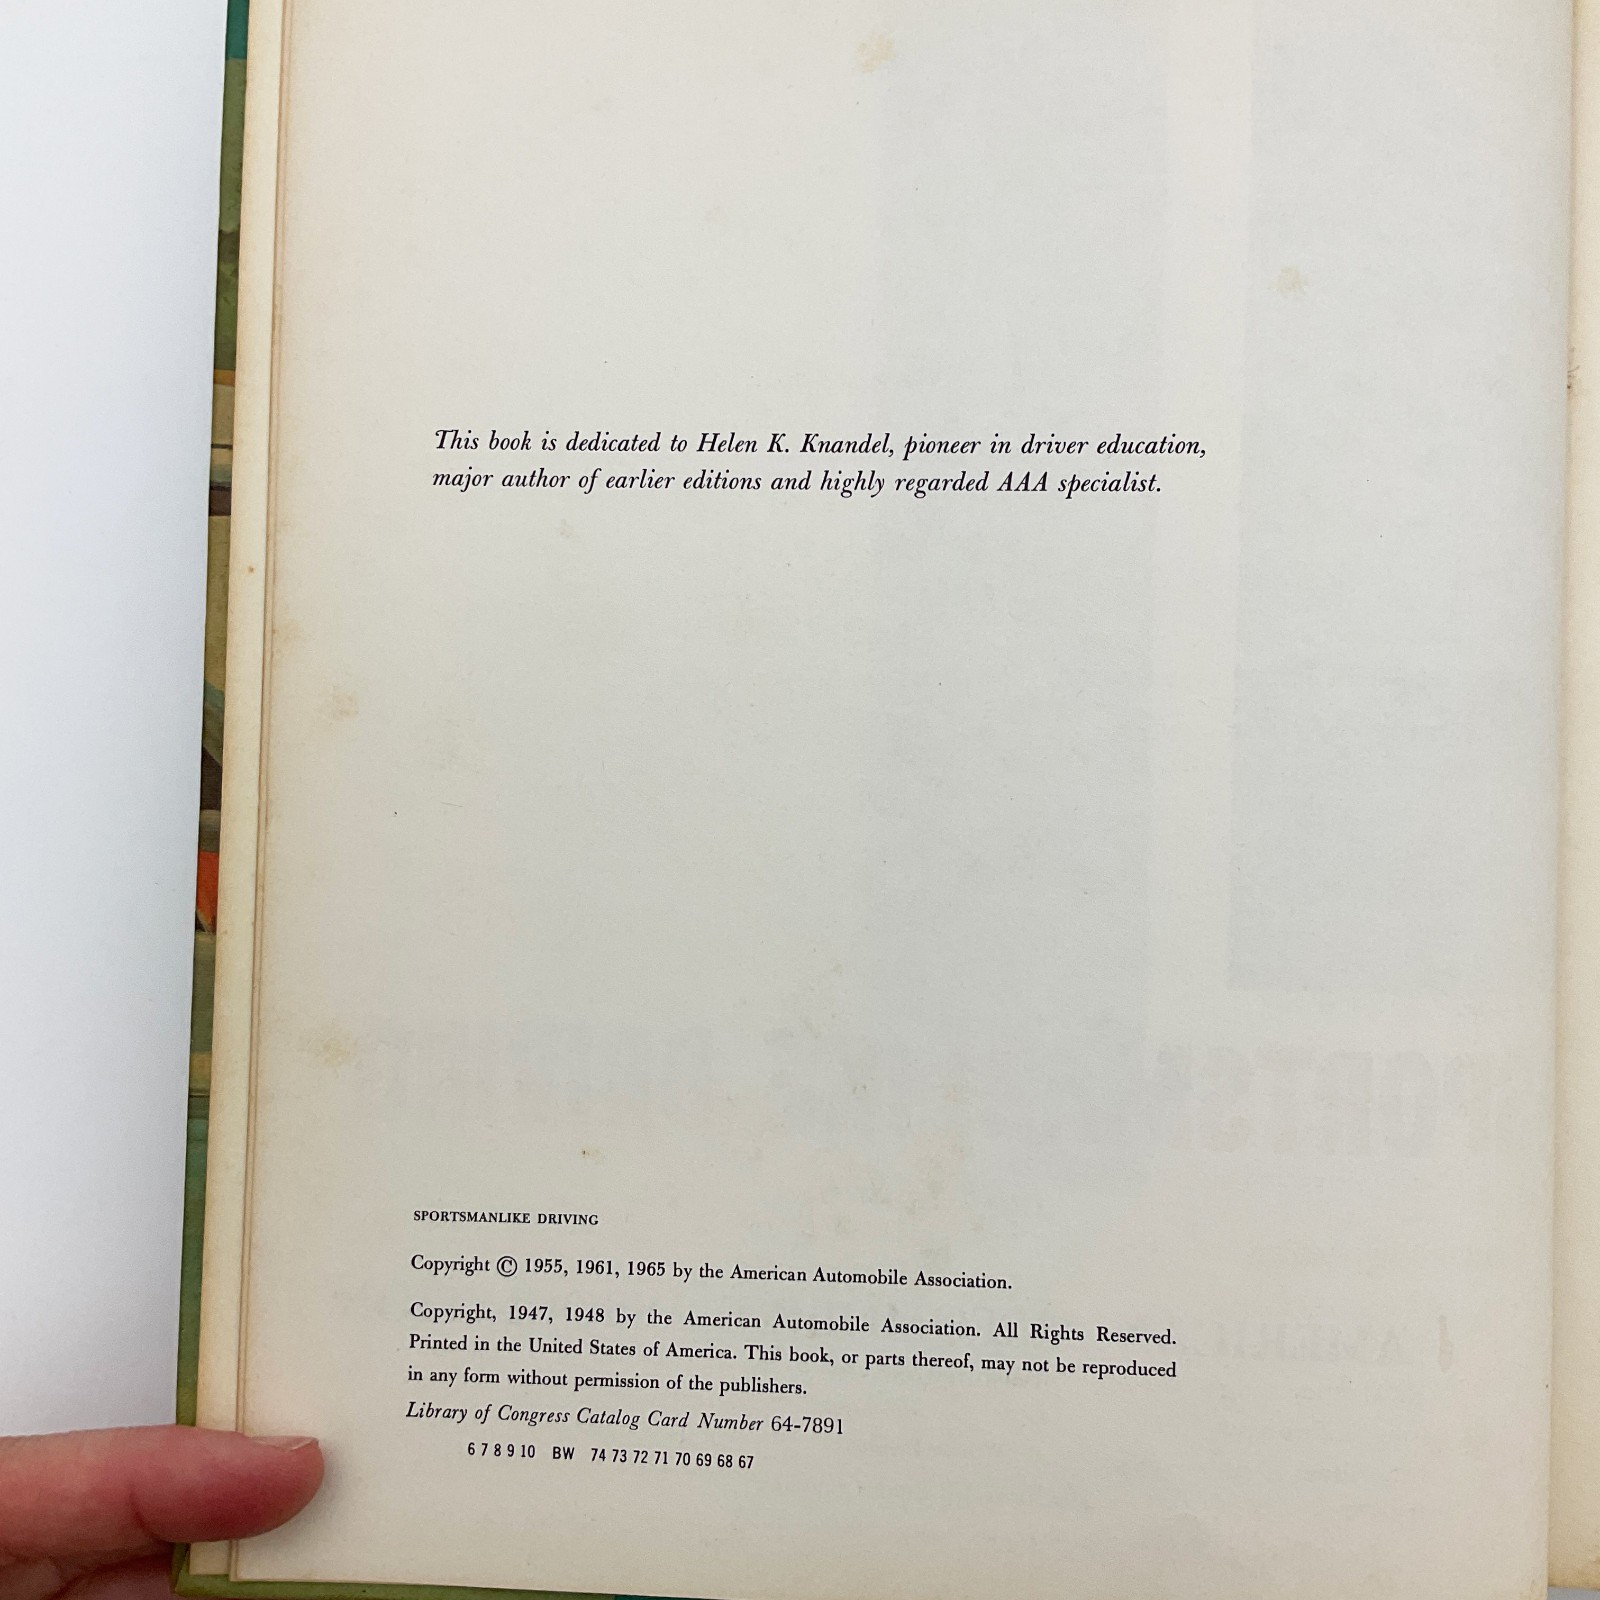 This book is dedicated to Helen K. Knandel, pioneer in driver education,
major author of earlier editions and highly regarded AAA specialist.
SPORTSMANLIKE DRIVING
Copyright © 1955, 1961, 1965 by the American Automobile Association.
Copyright, 1947, 1948 by the American Automobile Association. All Rights Reserved.
Printed in the United States of America. This book, or parts thereof, may not be reproduced
in any form without permission of the publishers.
Library of Congress Catalog Card Number 64-7891
6 7 8 9 10 BW 74 73 72 71 70 69 68 67